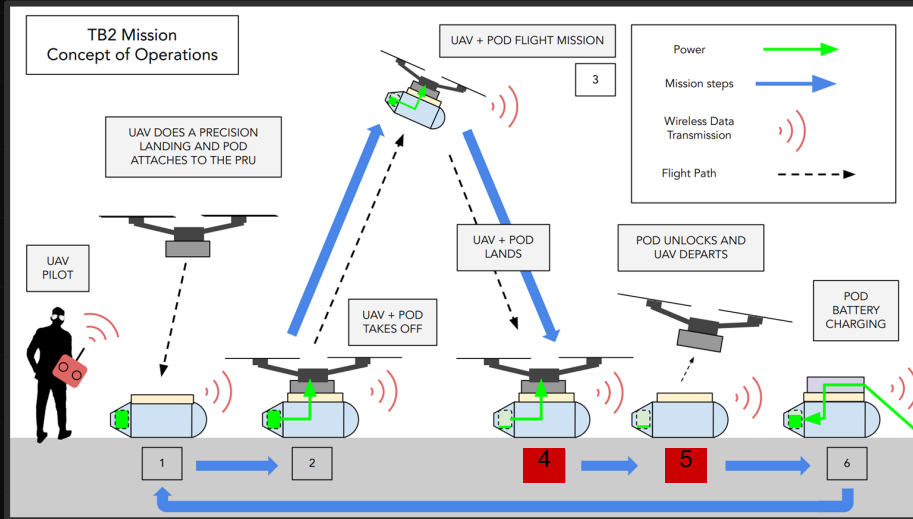 TB2 Mission
Concept of Operations
UAV + POD FLIGHT MISSION
3
Power
Mission steps
Wireless Data
Transmission
Flight Path
UAV DOES A PRECISION
LANDING AND POD
ATTACHES TO THE PRU
UAV
PILOT
UAV + POD
TAKES OFF
UAV + POD
LANDS
POD UNLOCKS AND
UAV DEPARTS
POD
BATTERY
CHARGING
1
2
4
5
6